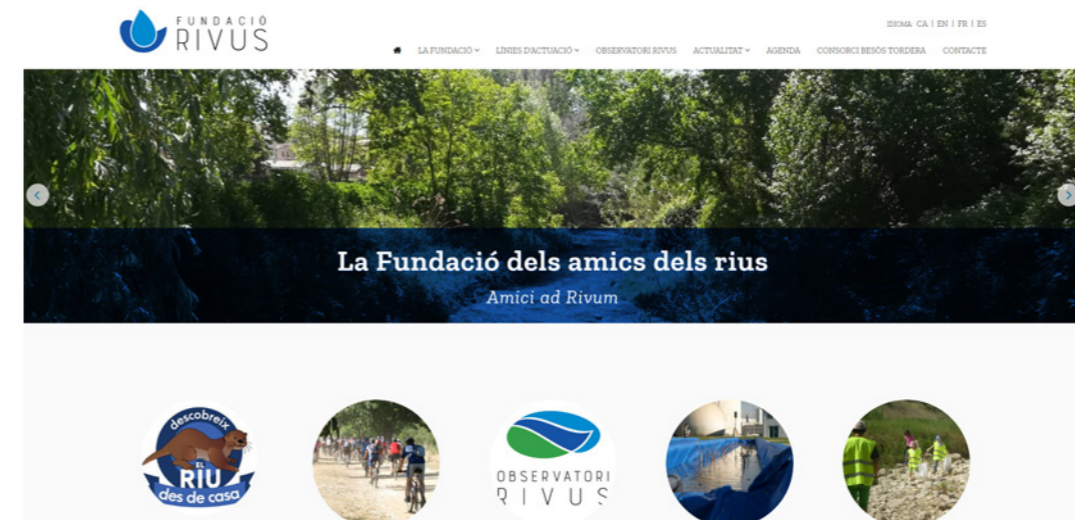 FUNDACIÓ
RIVUS
IDIOMA: CA | EN | FR | ES
LA FUNDACIÓ
LÍNIES D'ACTUACIÓ
OBSERVATORI RIVUS
ACTUALITAT
AGENDA
CONSORCI BESÒS TORDERA
CONTACTE
La Fundació dels amics dels rius
Amici ad Rivum
descobreix
EL
RIU
des de casa
OBSERVATORI
RIVUS